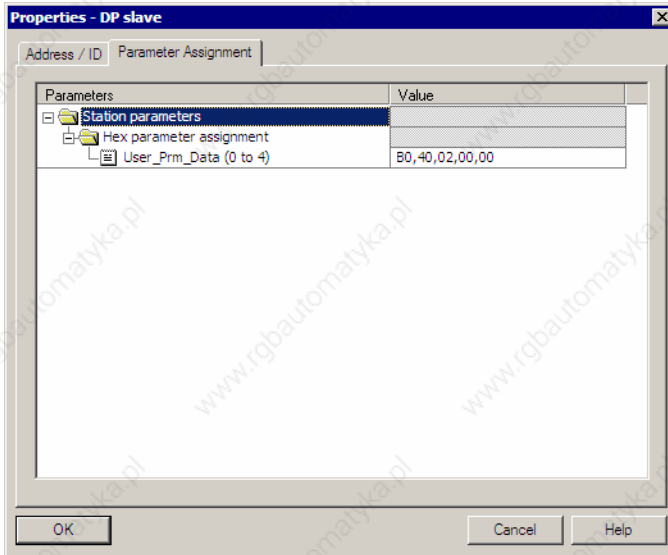 Properties - DP slave
Address / ID Parameter Assignment
Parameters Value
Station parameters
Hex parameter assignment
User_Prm_Data (0 to 4) B0,40,02,00,00
OK Cancel Help
www.rgbautomatyka.pl